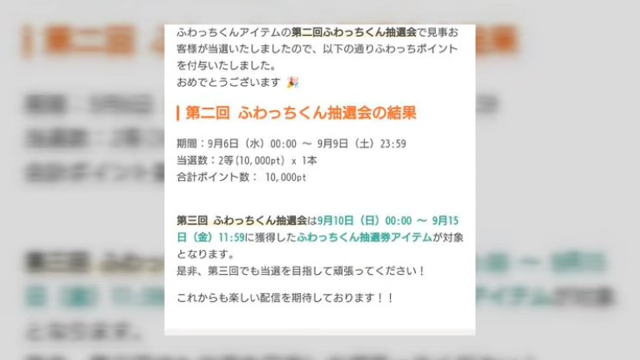 ふわっちくんアイテムの第二回ふわっちくん抽選会で見事お
客様が当選いたしましたので、以下の通りふわっちポイント
を付与いたしました。
おめでとうございます 🎉
第二回 ふわっちくん抽選会の結果
期間：9月6日（水）00:00 ～ 9月9日（土）23:59
当選数：2等(10,000pt) x 1本
合計ポイント数： 10,000pt
第三回 ふわっちくん抽選会は9月10日（日）00:00 ～ 9月15
日（金）11:59に獲得したふわっちくん抽選券アイテムが対象
となります。
是非、第三回でも当選を目指して頑張ってください！
これからも楽しい配信を期待しております！！